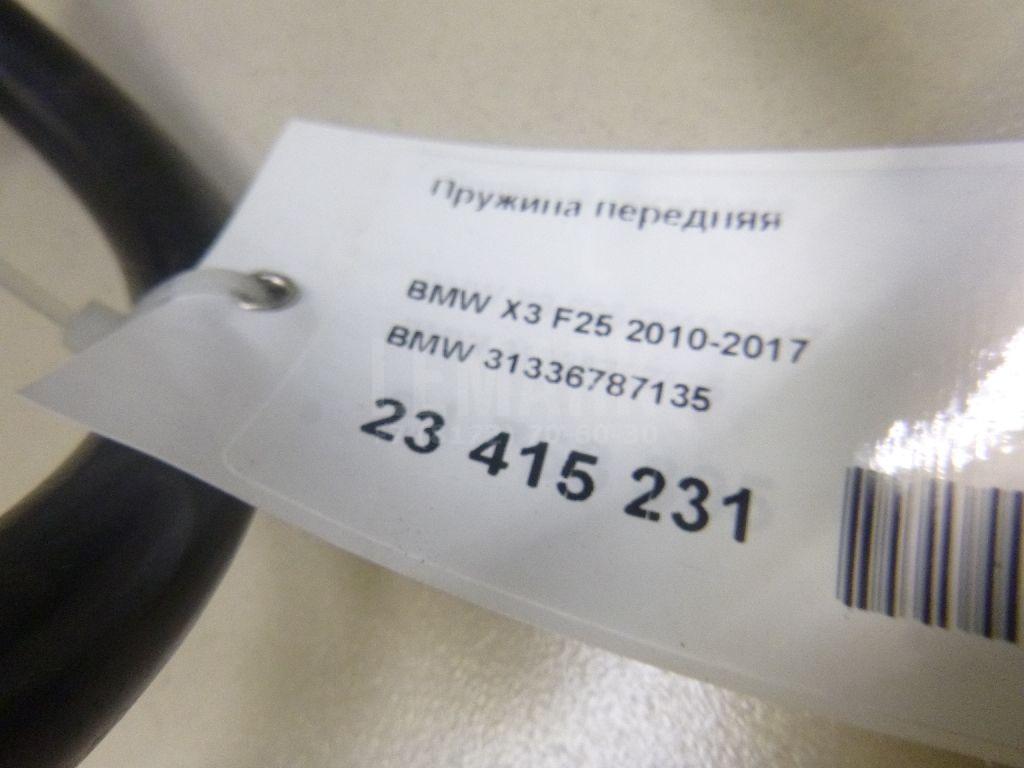 Пружина передняя
BMW X3 F25 2010-2017
BMW 31336787135
23 415 231